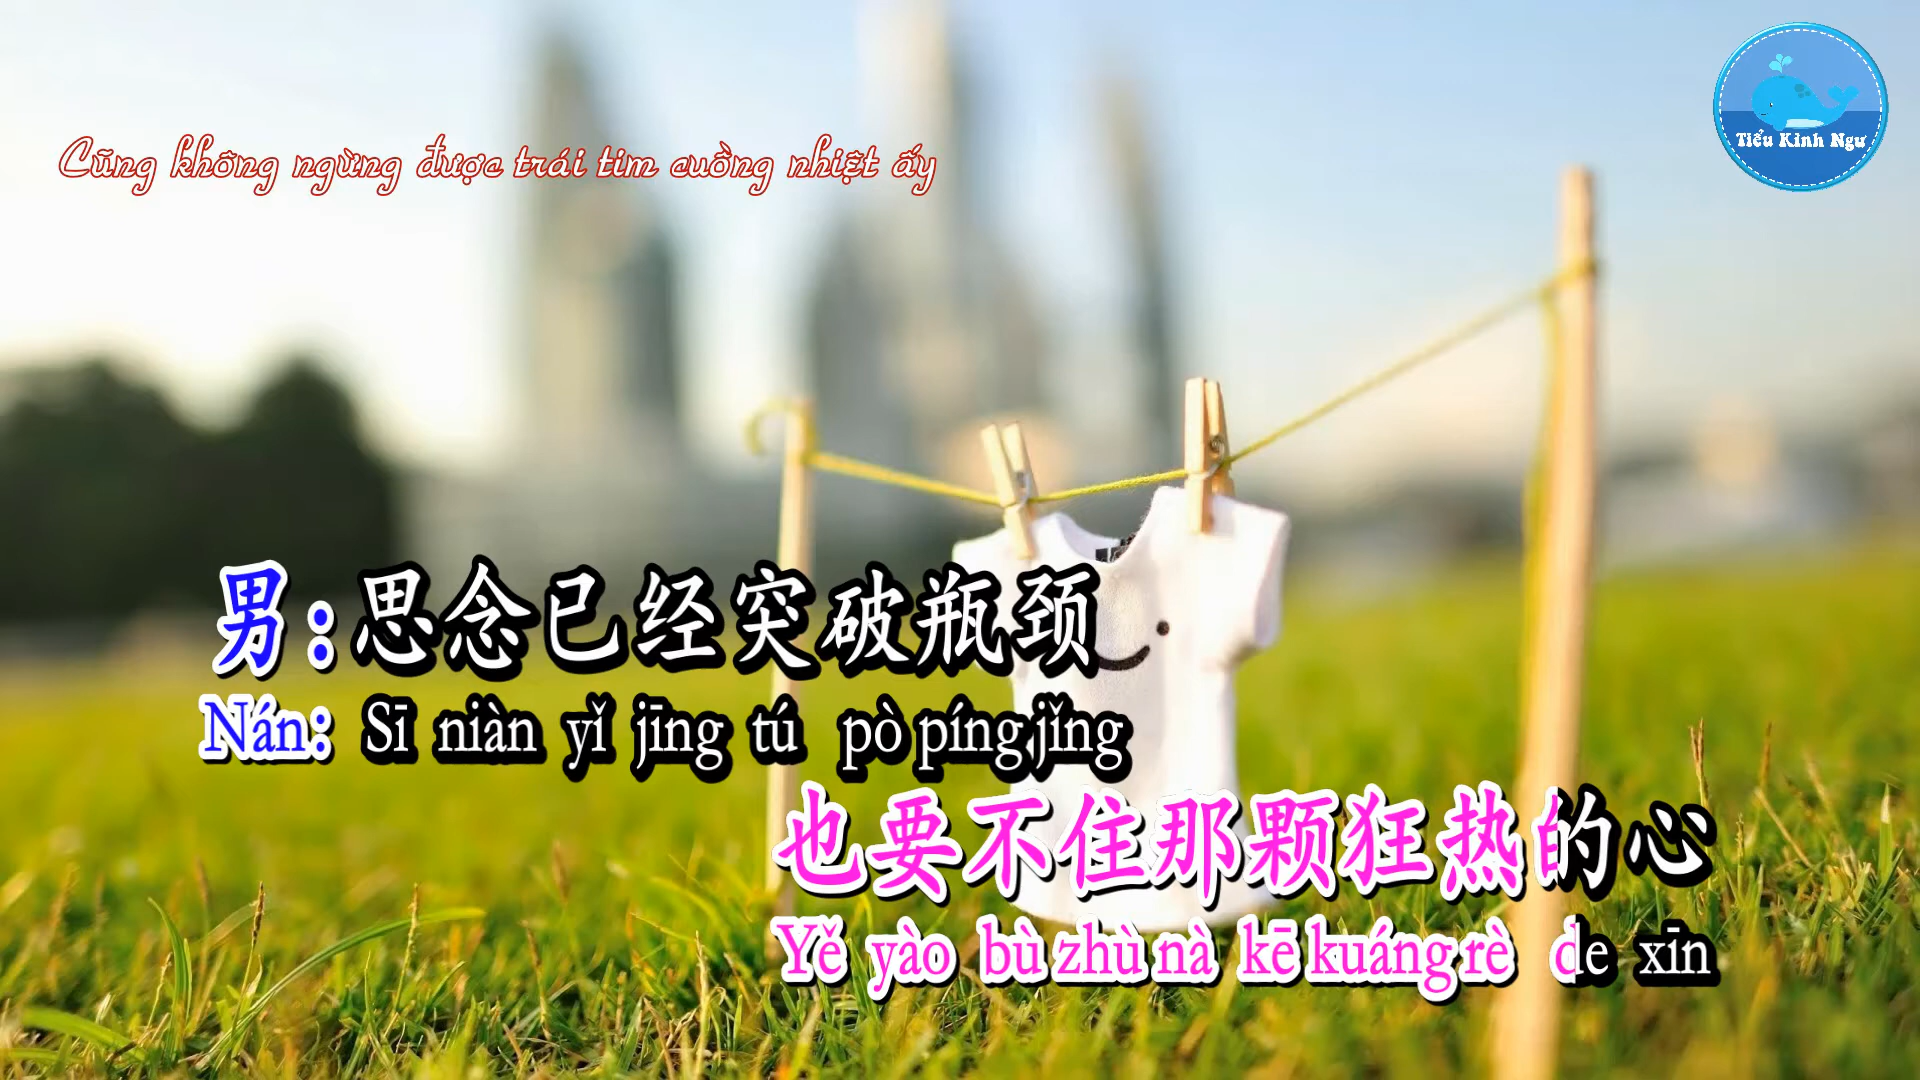 Cũng không ngừng được trái tim cuồng nhiệt ấy
Tiểu Kình Ngư
男:思念已经突破瓶颈
Nán: Sī niàn yǐ jīng tú pò píng jǐng
也要不住那颗狂热的心
Yě yào bù zhù nà kē kuáng rè de xīn